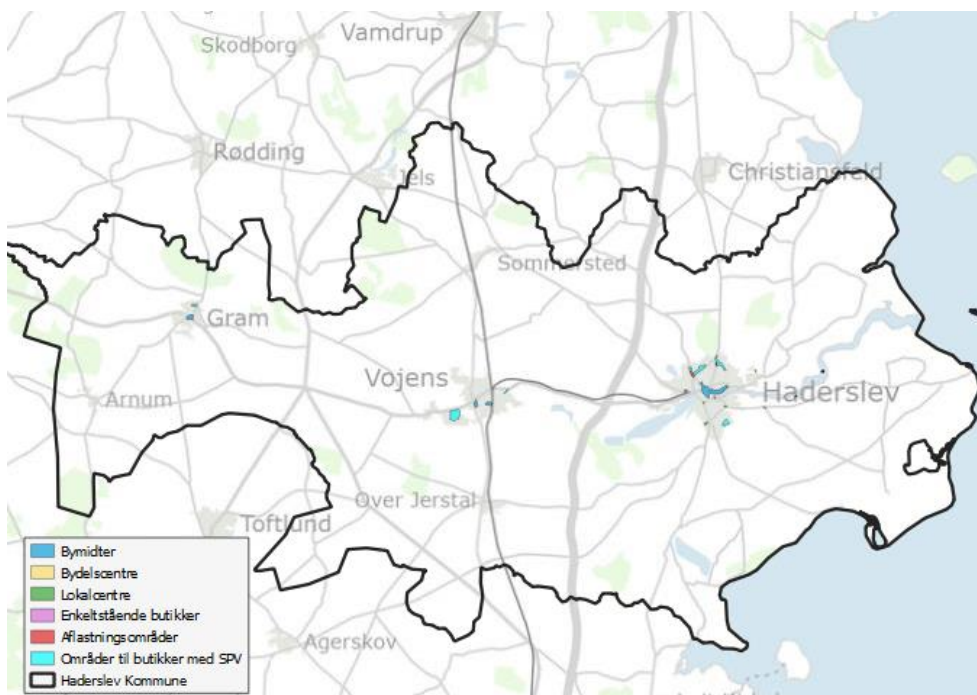 Skodborg
Vamdrup
Rødding
Jels
Christiansfeld
Sommersted
Gram
Vojens
Haderslev
Arnum
Over Jerstal
Toftlund
Agerskov
Bymidter
Bydelscentre
Lokalcentre
Enkeltstående butikker
Aflastningsområder
Områder til butikker med SPV
Haderslev Kommune